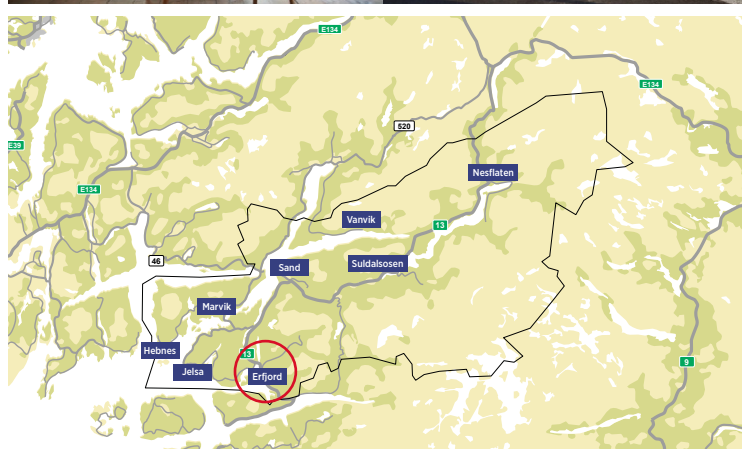 E134
E134
520
E39
Nesflaten
E134
Vanvik
13
46
Sand
Suldalsosen
Marvik
Hebnes
13
Jelsa
Erfjord
9